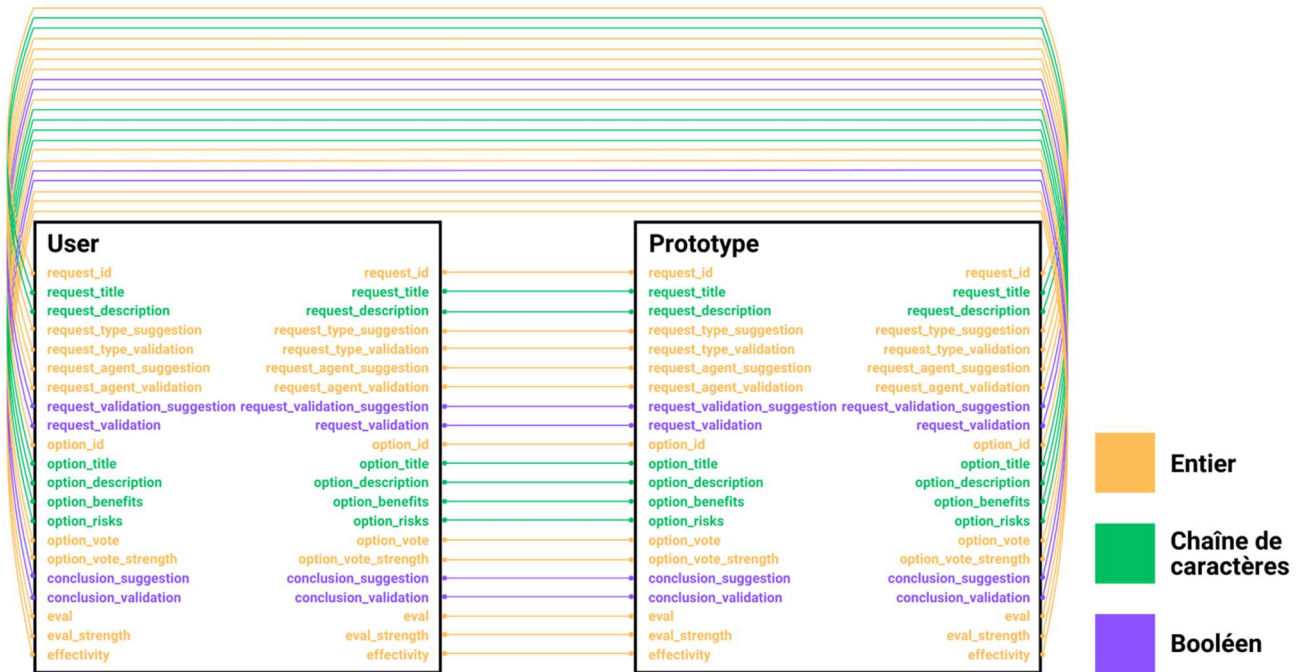 User
request_id request_id
request_title request_title
request_description request_description
request_type_suggestion request_type_suggestion
request_type_validation request_type_validation
request_agent_suggestion request_agent_suggestion
request_agent_validation request_agent_validation
request_validation_suggestion request_validation_suggestion
request_validation request_validation
option_id option_id
option_title option_title
option_description option_description
option_benefits option_benefits
option_risks option_risks
option_vote option_vote
option_vote_strength option_vote_strength
conclusion_suggestion conclusion_suggestion
conclusion_validation conclusion_validation
eval eval
eval_strength eval_strength
effectivity effectivity
Prototype
request_id request_id
request_title request_title
request_description request_description
request_type_suggestion request_type_suggestion
request_type_validation request_type_validation
request_agent_suggestion request_agent_suggestion
request_agent_validation request_agent_validation
request_validation_suggestion request_validation_suggestion
request_validation request_validation
option_id option_id
option_title option_title
option_description option_description
option_benefits option_benefits
option_risks option_risks
option_vote option_vote
option_vote_strength option_vote_strength
conclusion_suggestion conclusion_suggestion
conclusion_validation conclusion_validation
eval eval
eval_strength eval_strength
effectivity effectivity
Entier
Chaîne de
caractères
Booléen